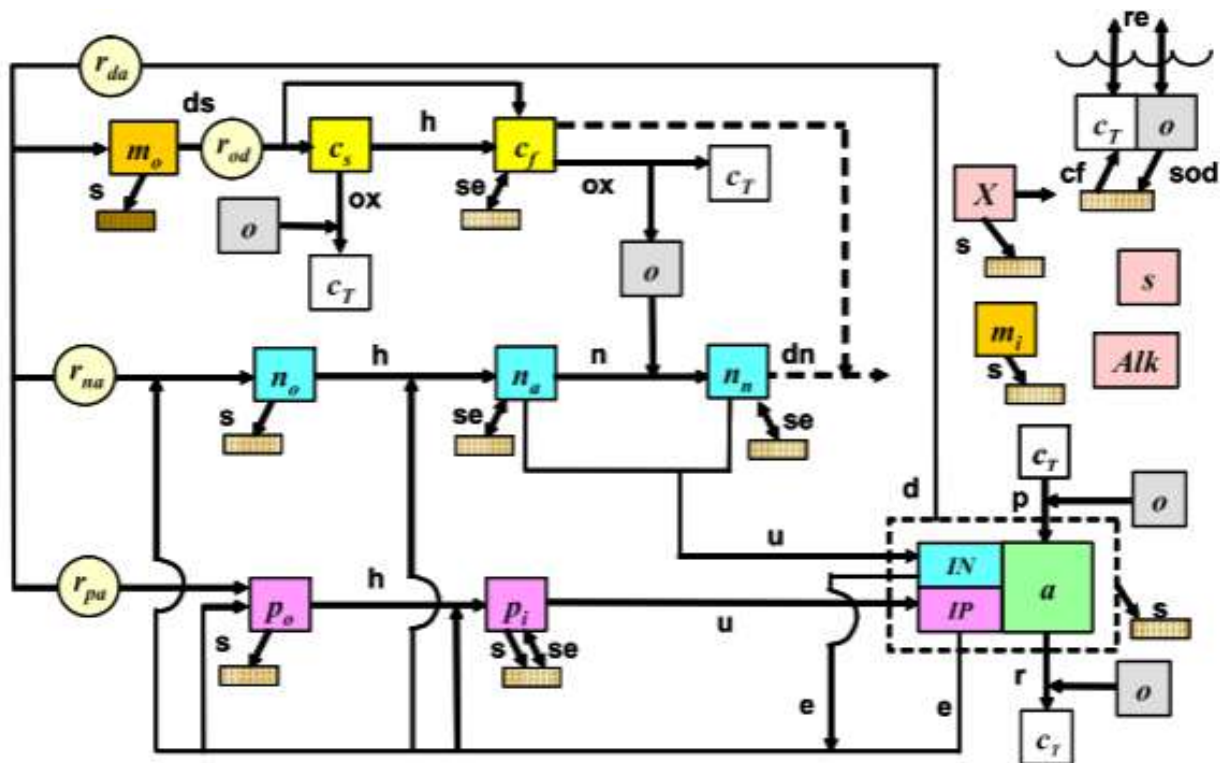 re
r_da
ds
h
c_T o
m_o r_od c_s c_f
s ox se ox c_T X cf sod
o s
c_T o s
m_i
h n dn Alk
r_na n_o n_a n_n s
s se se
c_T
d p o
u
IN
r_pa h a
p_o p_i IP
u s
s s se
r o
e e
c_T